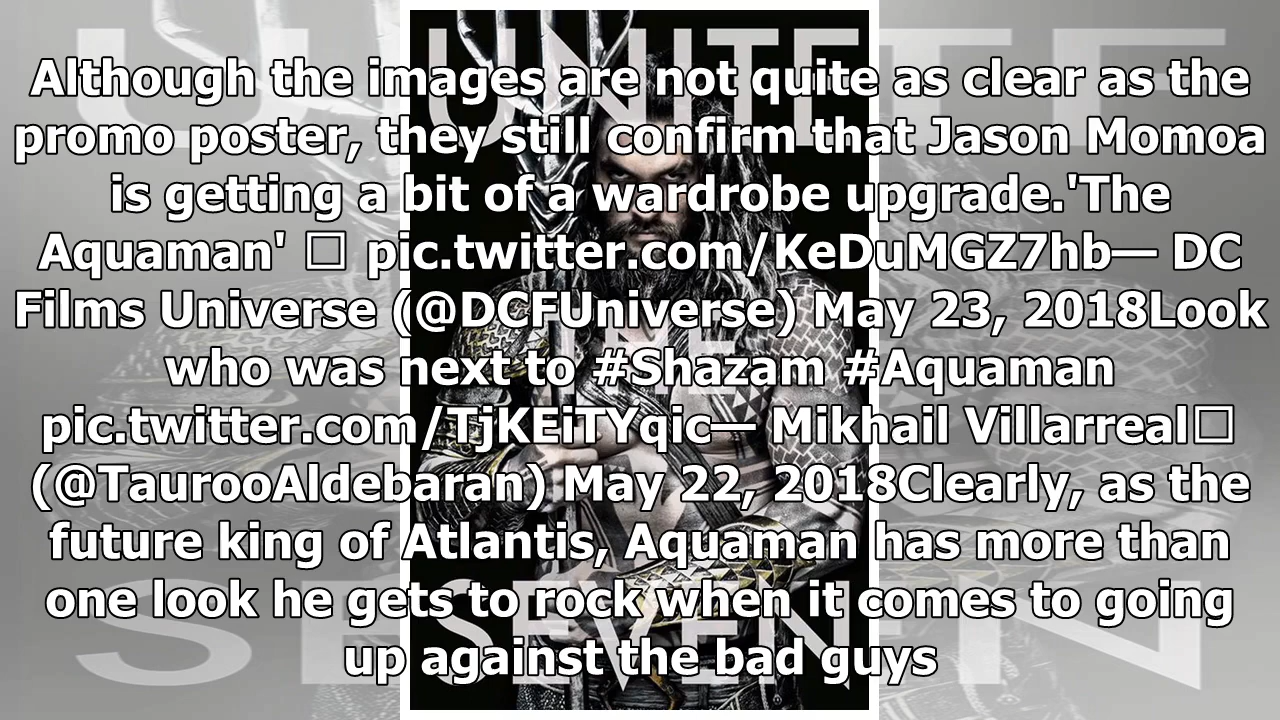 UNITE
THE
SEVEN
Although the images are not quite as clear as the
promo poster, they still confirm that Jason Momoa
is getting a bit of a wardrobe upgrade.'The
Aquaman' □ pic.twitter.com/KeDuMGZ7hb— DC
Films Universe (@DCFUniverse) May 23, 2018Look
who was next to #Shazam #Aquaman
pic.twitter.com/TjKEiTYqic— Mikhail Villarreal□
(@TaurooAldebaran) May 22, 2018Clearly, as the
future king of Atlantis, Aquaman has more than
one look he gets to rock when it comes to going
up against the bad guys